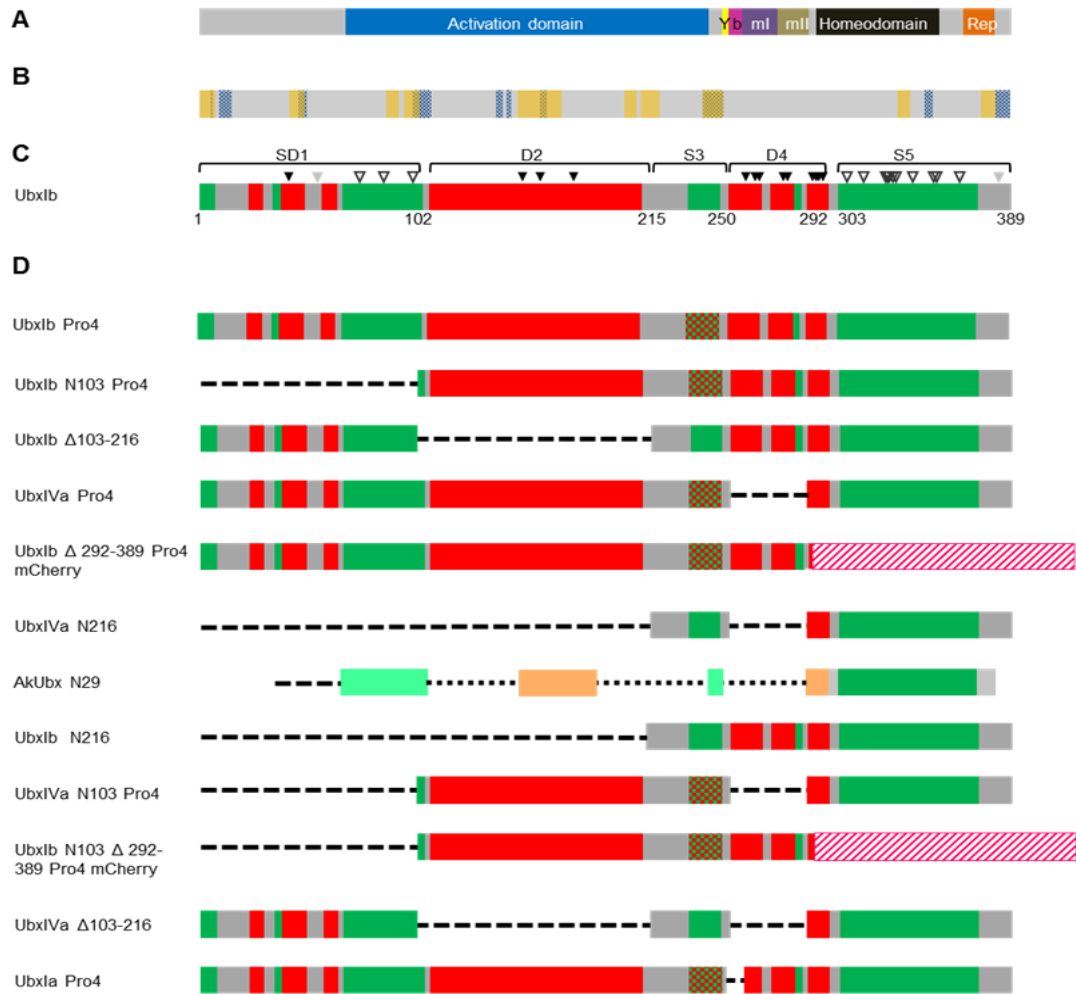 A
Activation domain Y b mI mII Homeodomain Rep
B
C
SD1 D2 S3 D4 S5
UbxIb
1 102 215 250 292 303 389
D
UbxIb Pro4
UbxIb N103 Pro4
UbxIb Δ103-216
UbxIVa Pro4
UbxIb Δ 292-389 Pro4
mCherry
UbxIVa N216
AkUbx N29
UbxIb N216
UbxIVa N103 Pro4
UbxIb N103 Δ 292-
389 Pro4 mCherry
UbxIVa Δ103-216
UbxIa Pro4